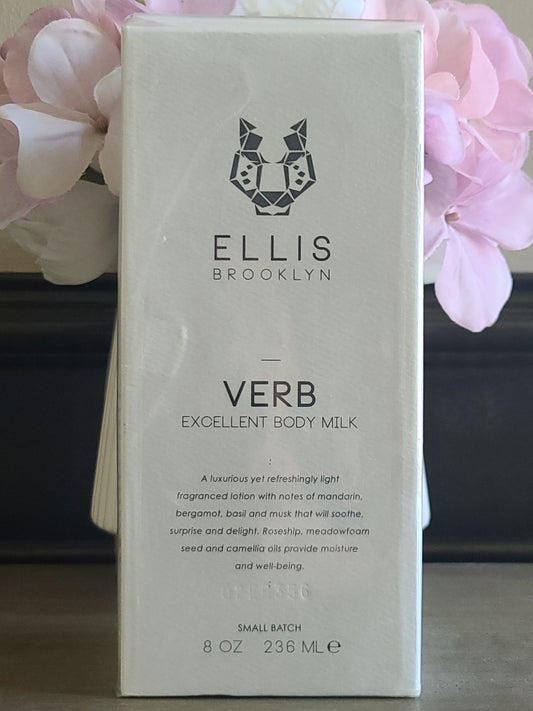 ELLIS
BROOKLYN
—
VERB
EXCELLENT BODY MILK
:
A luxurious yet refreshingly light
fragranced lotion with notes of mandarin,
bergamot, basil and musk that will soothe,
surprise and delight. Roseship, meadowfoam
seed and camellia oils provide moisture
and well-being.
SMALL BATCH
8 OZ 236 ML ℮